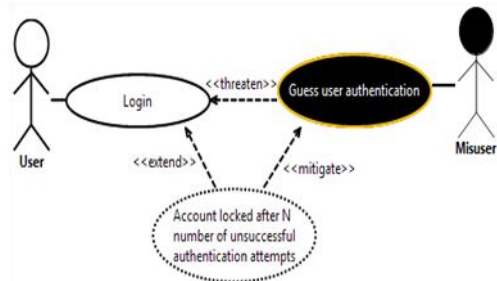 <<threaten>>
Login
Guess user authentication
User
Misuser
<<extend>>
<<mitigate>>
Account locked after N
number of unsuccessful
authentication attempts